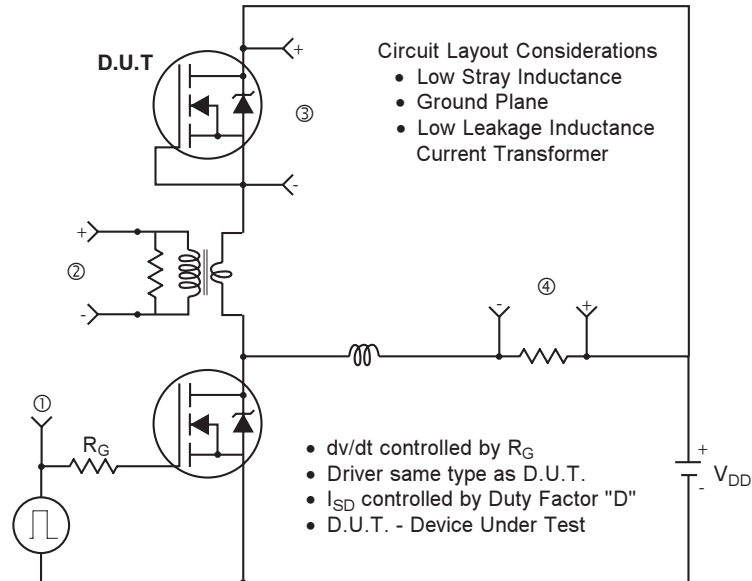 D.U.T
+
③
-
Circuit Layout Considerations
• Low Stray Inductance
• Ground Plane
• Low Leakage Inductance
Current Transformer
+
②
-
④
-
+
①
R_G
• dv/dt controlled by R_G
• Driver same type as D.U.T.
• I_SD controlled by Duty Factor "D"
• D.U.T. - Device Under Test
+
V_DD
-